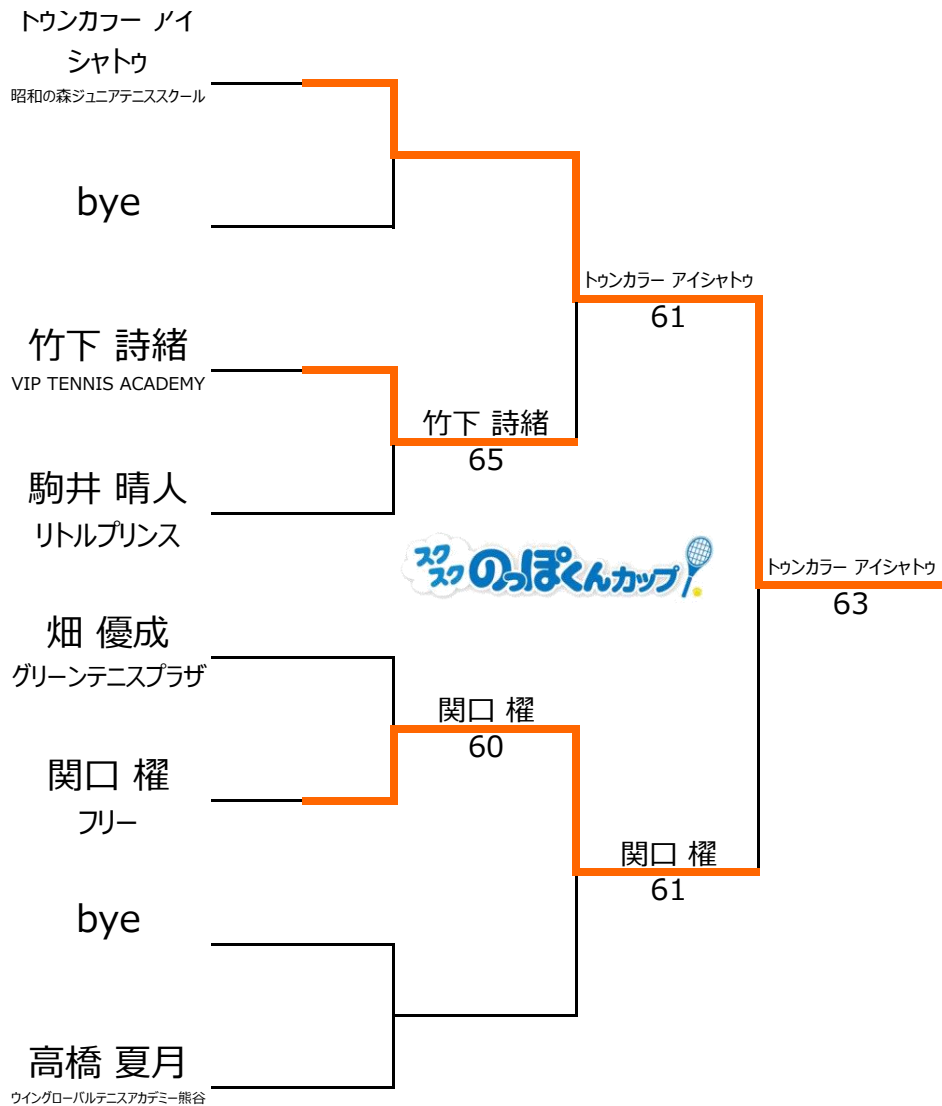 トゥンカラー アイ
シャトゥ
昭和の森ジュニアテニススクール
bye
竹下 詩緒
VIP TENNIS ACADEMY
駒井 晴人
リトルプリンス
畑 優成
グリーンテニスプラザ
関口 櫂
フリー
bye
高橋 夏月
ウイングローバルテニスアカデミー熊谷
竹下 詩緒
65
関口 櫂
60
トゥンカラー アイシャトゥ
61
関口 櫂
61
スクスク のっぽくんカップ
トゥンカラー アイシャトゥ
63